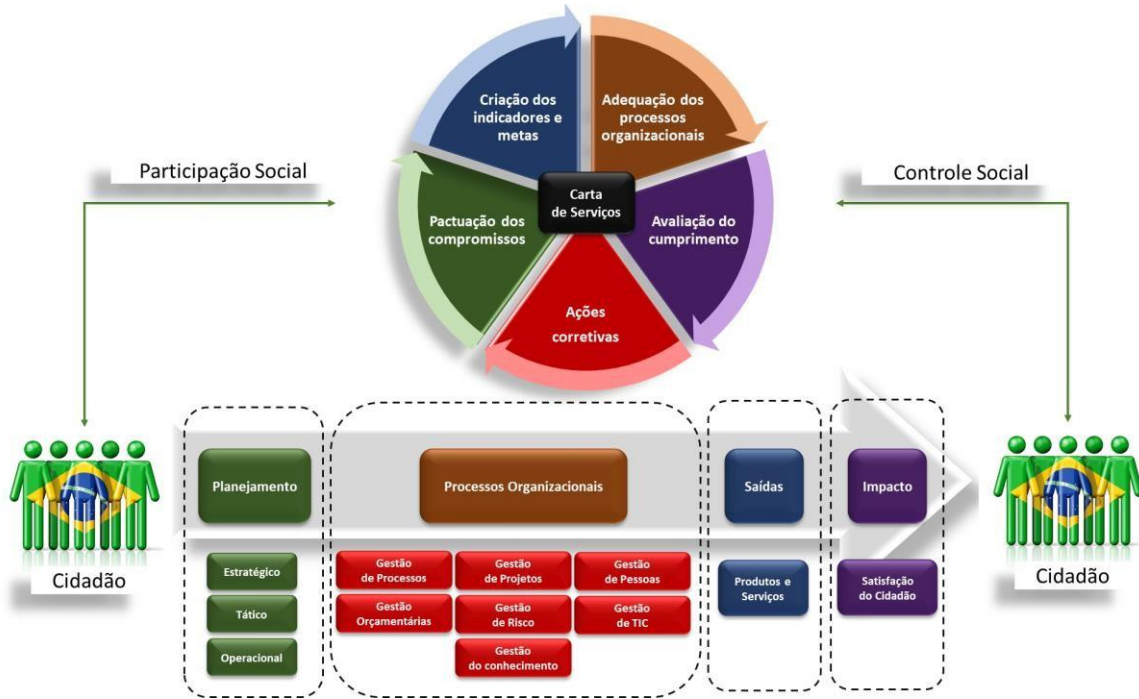 Criação dos
indicadores e
metas
Adequação dos
processos
organizacionais
Participação Social
Controle Social
Carta
de Serviços
Pactuação dos
compromissos
Avaliação do
cumprimento
Ações
corretivas
Planejamento
Processos Organizacionais
Saídas
Impacto
Cidadão
Cidadão
Estratégico
Tático
Operacional
Gestão
de Processos
Gestão
de Projetos
Gestão
de Pessoas
Gestão
Orçamentárias
Gestão
de Risco
Gestão
de TIC
Gestão
do conhecimento
Produtos e
Serviços
Satisfação
do Cidadão